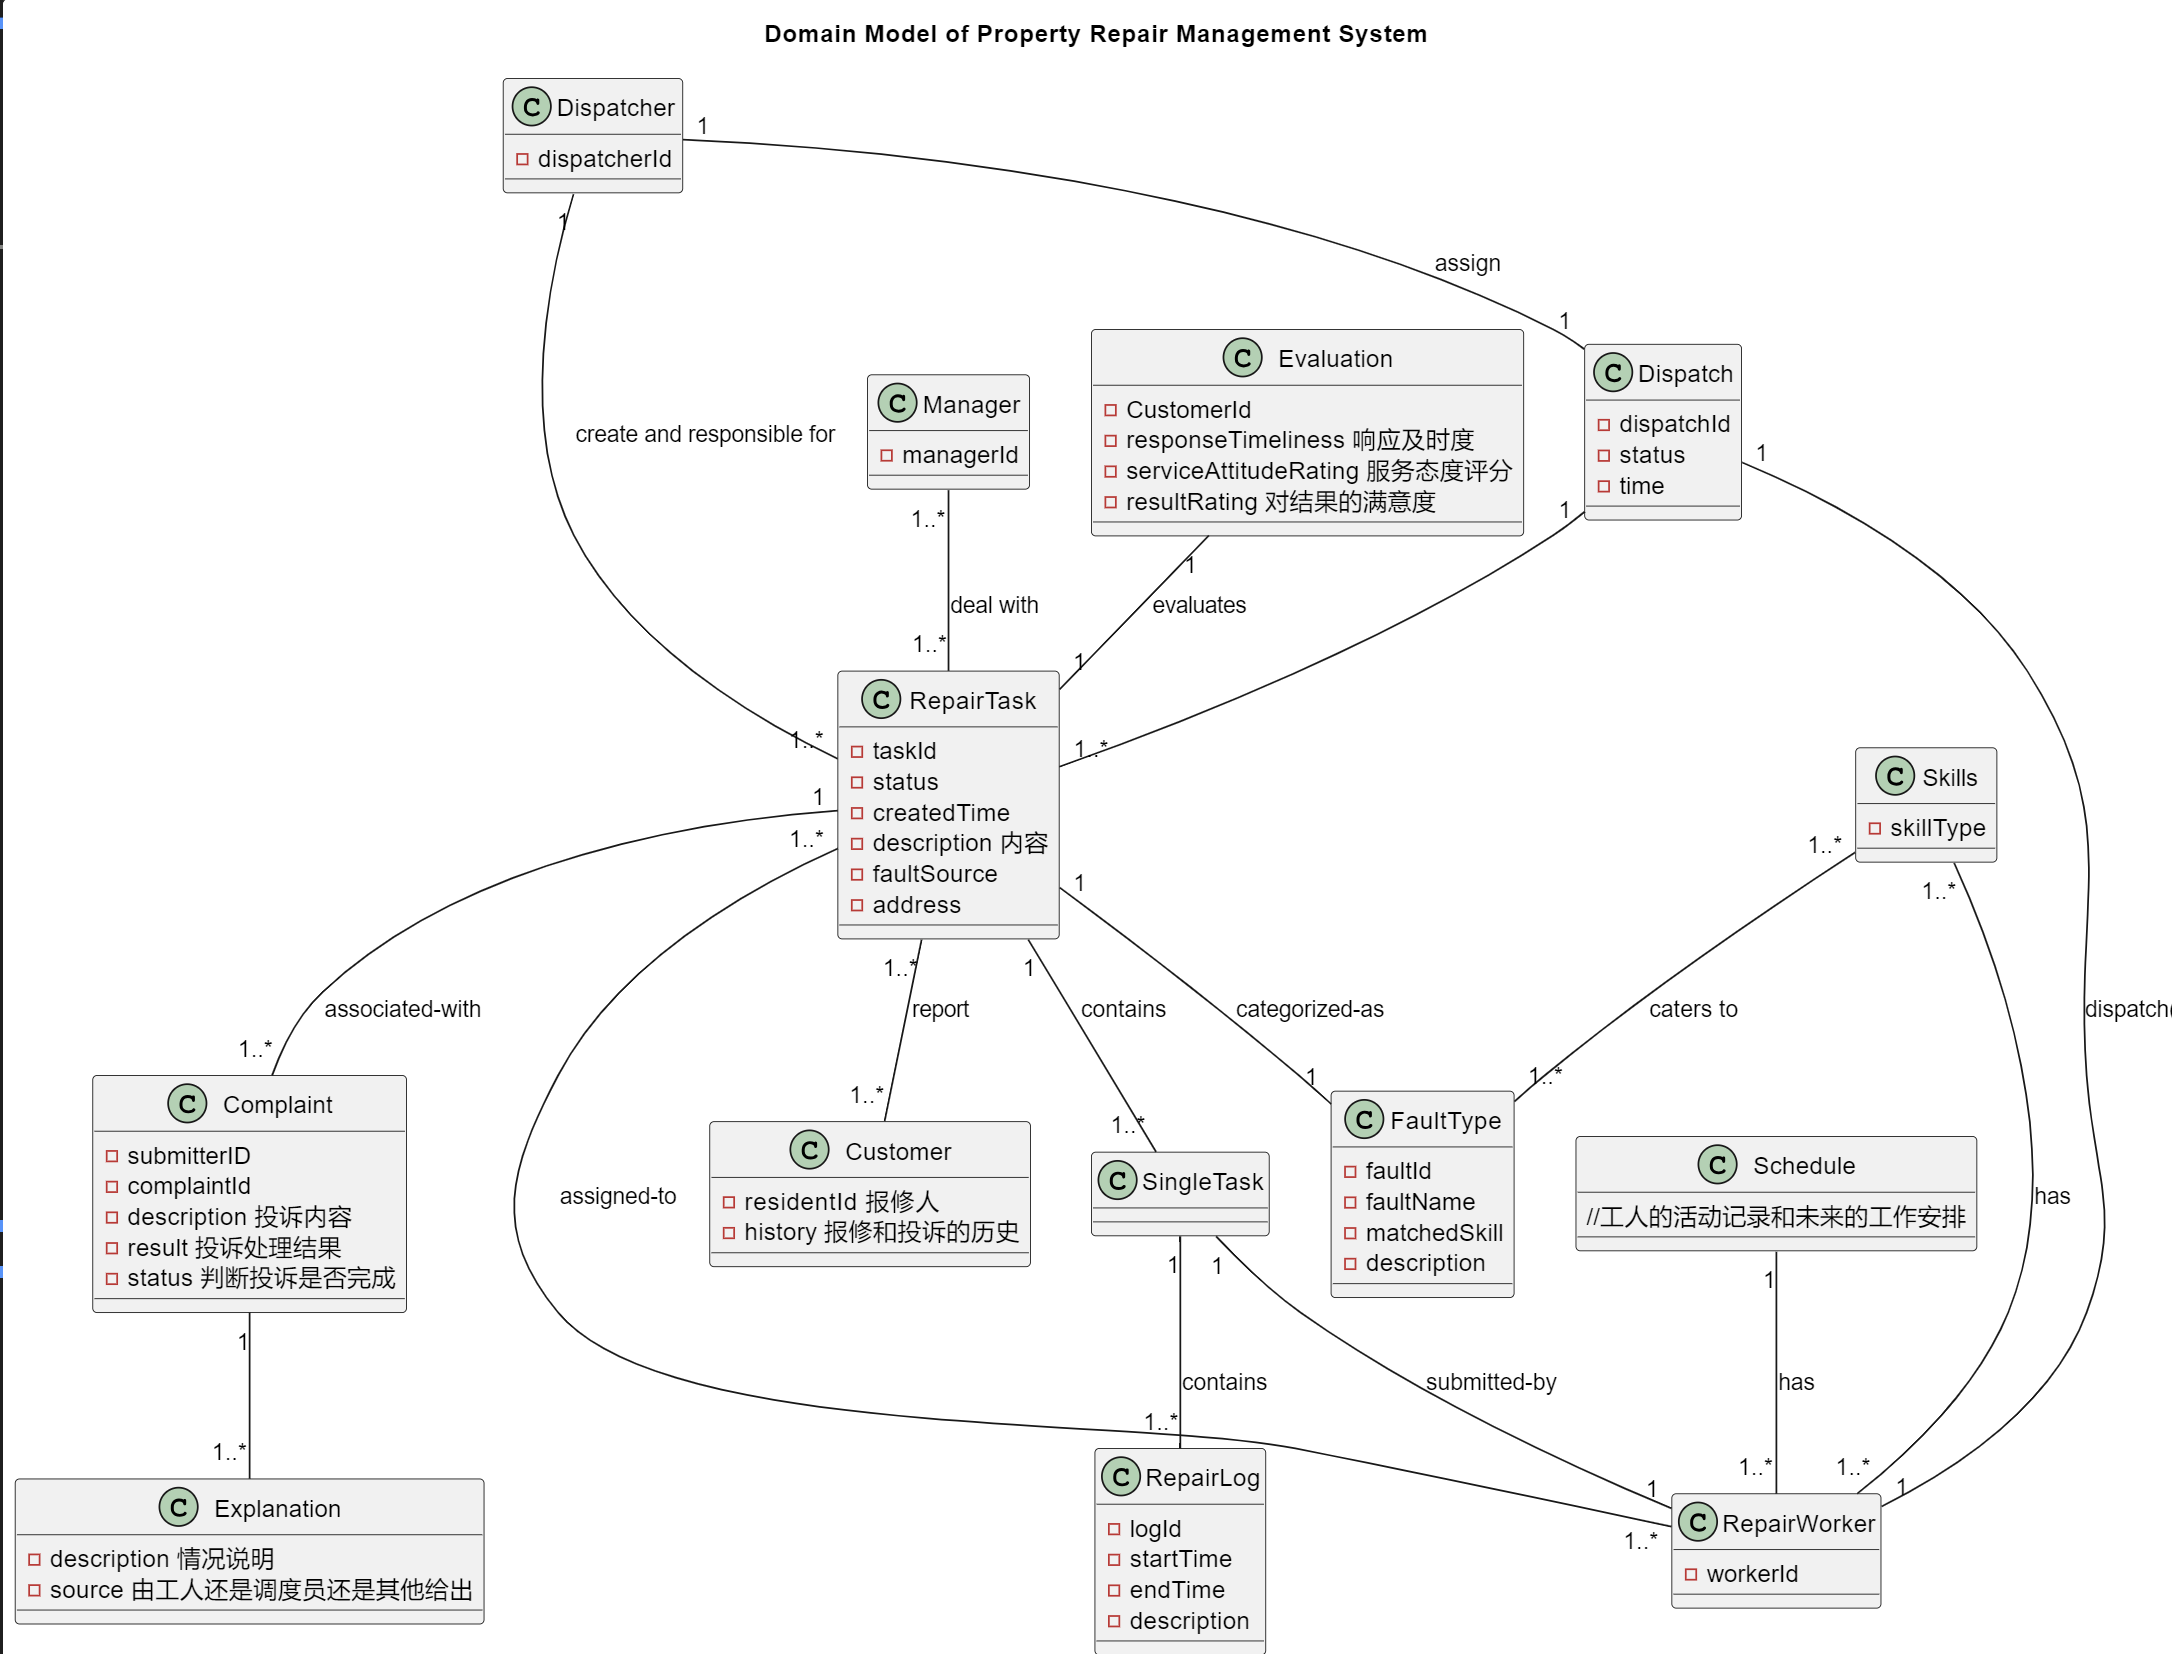 Domain Model of Property Repair Management System
C Dispatcher
dispatcherId
1
1
assign
1
create and responsible for
C Manager
managerId
1..*
deal with
1..*
C Evaluation
CustomerId
responseTimeliness 响应及时度
serviceAttitudeRating 服务态度评分
resultRating 对结果的满意度
1
evaluates
1
C Dispatch
dispatchId
status
time
1
1
1..*
1..*
C RepairTask
taskId
status
createdTime
description 内容
faultSource
address
1
1..*
1..*
1
1
C Skills
skillType
1..*
1..*
associated-with
report
contains
categorized-as
caters to
dispatch(
1..*
1..*
1..*
1
1..*
C Complaint
submitterID
complaintId
description 投诉内容
result 投诉处理结果
status 判断投诉是否完成
1
1..*
assigned-to
C Customer
residentId 报修人
history 报修和投诉的历史
C SingleTask
1
1
contains
submitted-by
1..*
1
C FaultType
faultId
faultName
matchedSkill
description
C Schedule
//工人的活动记录和未来的工作安排
1
has
has
1..*
1..*
1
1..*
C Explanation
description 情况说明
source 由工人还是调度员还是其他给出
C RepairLog
logId
startTime
endTime
description
C RepairWorker
workerId